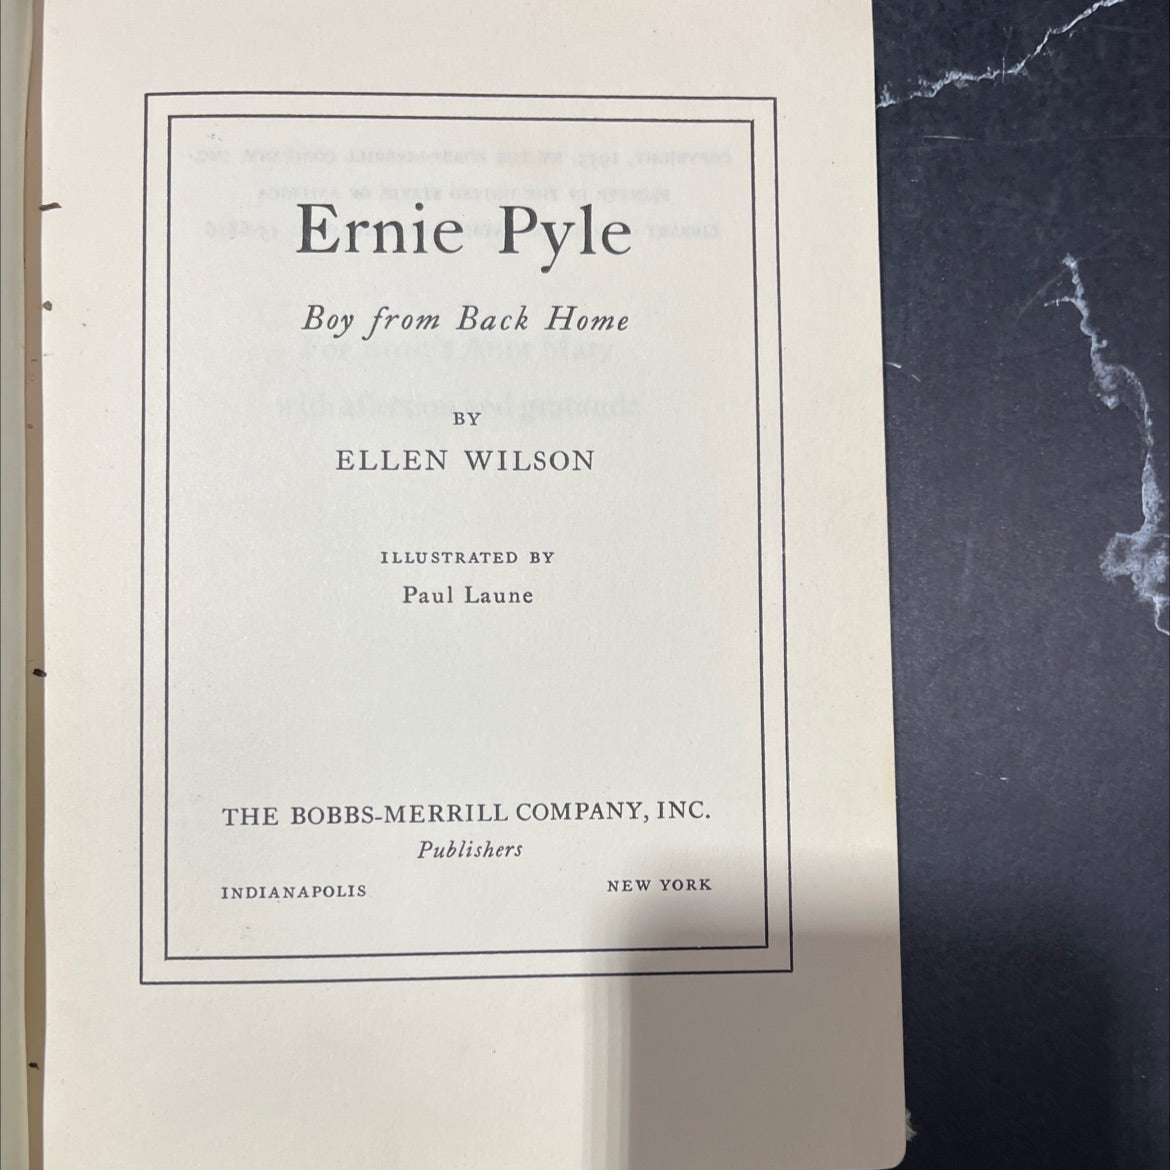 Ernie Pyle
Boy from Back Home
BY
ELLEN WILSON
ILLUSTRATED BY
Paul Laune
THE BOBBS-MERRILL COMPANY, INC.
Publishers
INDIANAPOLIS NEW YORK